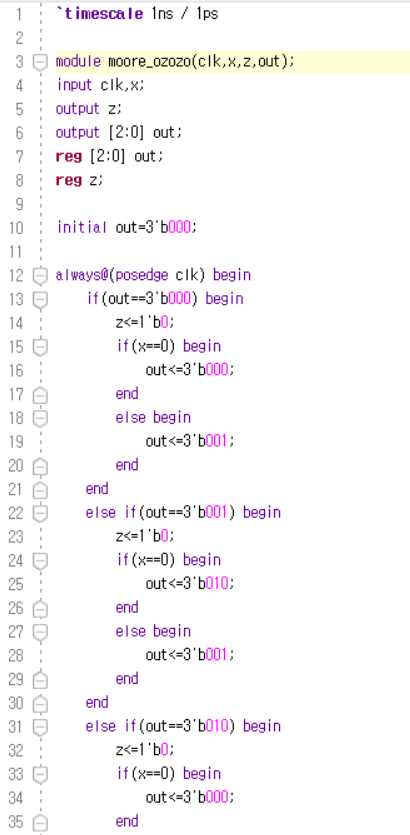 1 `timescale 1ns / 1ps
2
3 module moore_ozozo(clk,x,z,out);
4 input clk,x;
5 output z;
6 output [2:0] out;
7 reg [2:0] out;
8 reg z;
9
10 initial out=3'b000;
11
12 always@(posedge clk) begin
13 if(out==3'b000) begin
14 z<=1'b0;
15 if(x==0) begin
16 out<=3'b000;
17 end
18 else begin
19 out<=3'b001;
20 end
21 end
22 else if(out==3'b001) begin
23 z<=1'b0;
24 if(x==0) begin
25 out<=3'b010;
26 end
27 else begin
28 out<=3'b001;
29 end
30 end
31 else if(out==3'b010) begin
32 z<=1'b0;
33 if(x==0) begin
34 out<=3'b000;
35 end